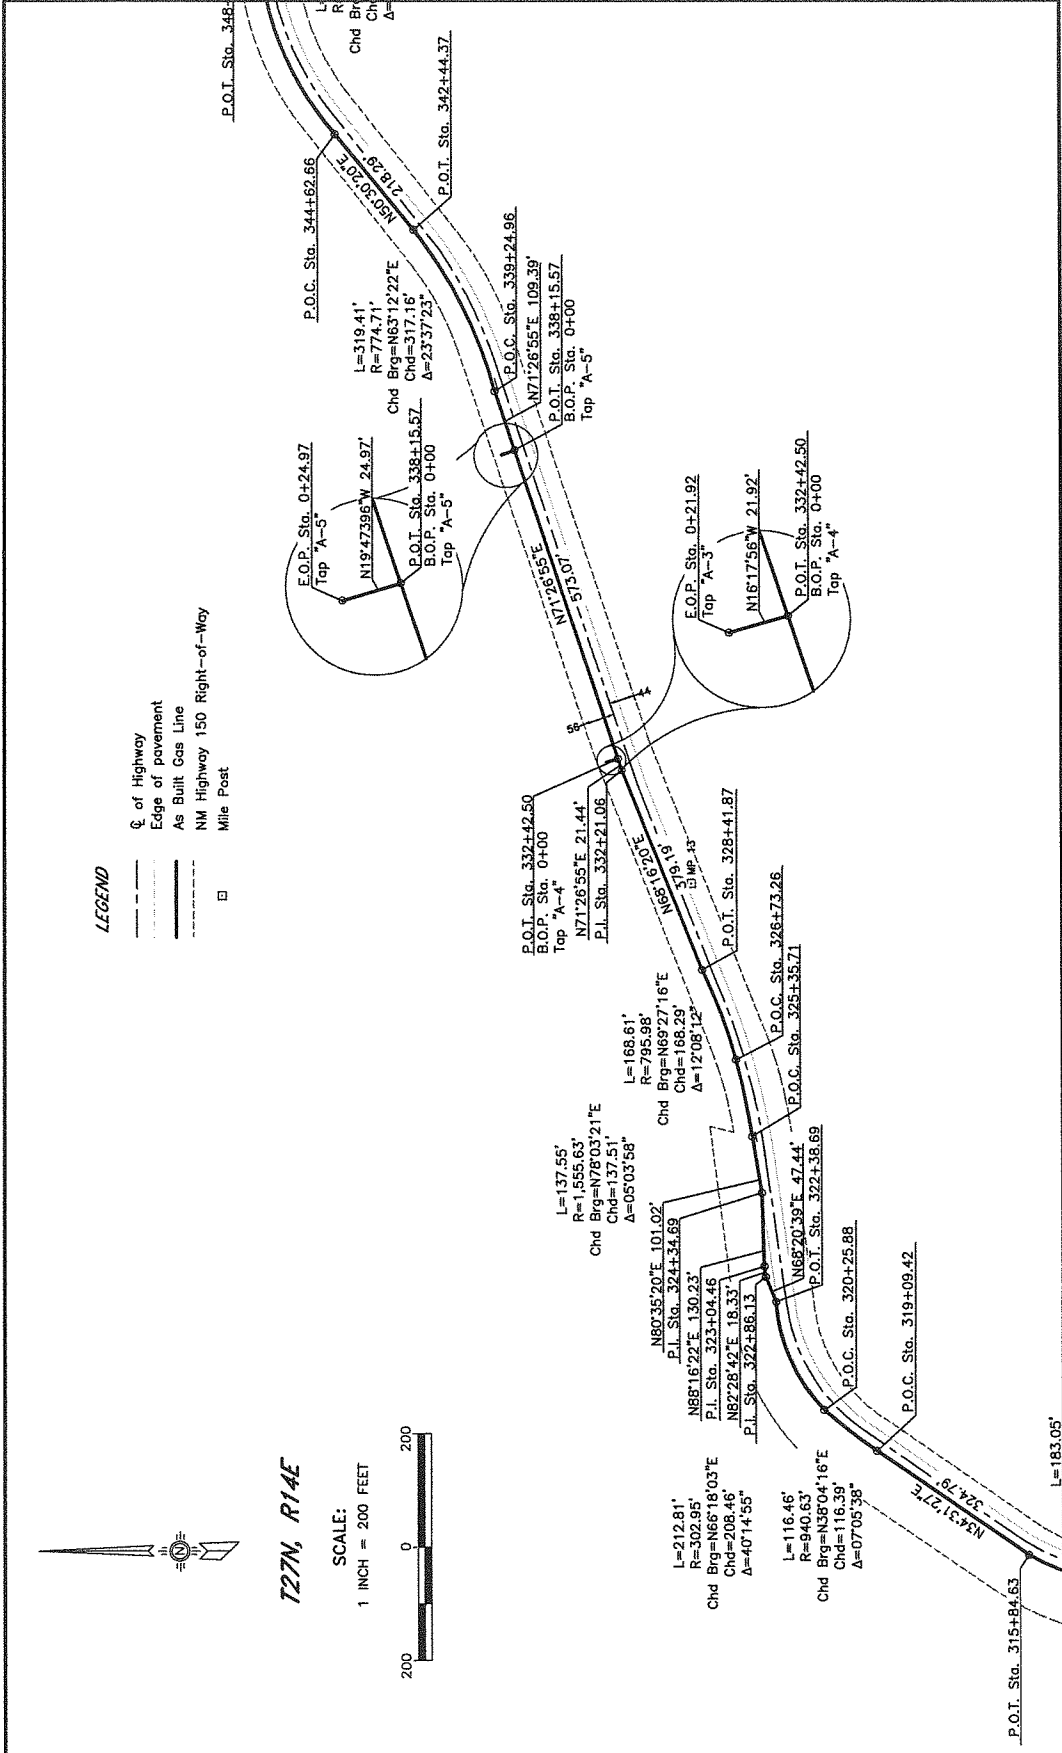 T27N, R14E
SCALE:
1 INCH = 200 FEET
200
0
200
N
LEGEND
℄ of Highway
Edge of pavement
As Built Gas Line
NM Highway 150 Right-of-Way
Mile Post
P.O.T. Sta. 315+84.63
N34°31'27"E
324.79'
L=183.05'
P.O.C. Sta. 319+09.42
L=116.46'
R=940.63'
Chd Brg=N38°04'16"E
Chd=116.39'
Δ=07°05'38"
P.O.C. Sta. 320+25.88
L=212.81'
R=302.95'
Chd Brg=N66°18'03"E
Chd=208.46'
Δ=40°14'55"
P.O.T. Sta. 322+38.69
N68°20'39"E 47.44'
P.I. Sta. 322+86.13
N82°28'42"E 18.33'
P.I. Sta. 323+04.46
N88°16'22"E 130.23'
P.I. Sta. 324+34.69
N80°35'20"E 101.02'
P.O.C. Sta. 325+35.71
L=137.55'
R=1,555.63'
Chd Brg=N78°03'21"E
Chd=137.51'
Δ=05°03'58"
P.O.C. Sta. 326+73.26
L=168.61'
R=795.98'
Chd Brg=N69°27'16"E
Chd=168.29'
Δ=12°08'12"
P.O.T. Sta. 328+41.87
N68°16'20"E
379.19'
MP 13
P.I. Sta. 332+21.06
N71°26'55"E 21.44'
P.O.T. Sta. 332+42.50
B.O.P. Sta. 0+00
Tap "A-4"
56
44
E.O.P. Sta. 0+21.92
Tap "A-3"
N16°17'56"W 21.92'
P.O.T. Sta. 332+42.50
B.O.P. Sta. 0+00
Tap "A-4"
N71°26'55"E
573.07'
E.O.P. Sta. 0+24.97
Tap "A-5"
N19°47'396"W 24.97'
P.O.T. Sta. 338+15.57
B.O.P. Sta. 0+00
Tap "A-5"
P.O.T. Sta. 338+15.57
B.O.P. Sta. 0+00
Tap "A-5"
N71°26'55"E 109.39'
P.O.C. Sta. 339+24.96
L=319.41'
R=774.71'
Chd Brg=N63°12'22"E
Chd=317.16'
Δ=23°37'23"
P.O.T. Sta. 342+44.37
N50°30'20"E
218.29'
P.O.C. Sta. 344+62.66
P.O.T. Sta. 348
L
R
Chd Br
Ch
Δ=